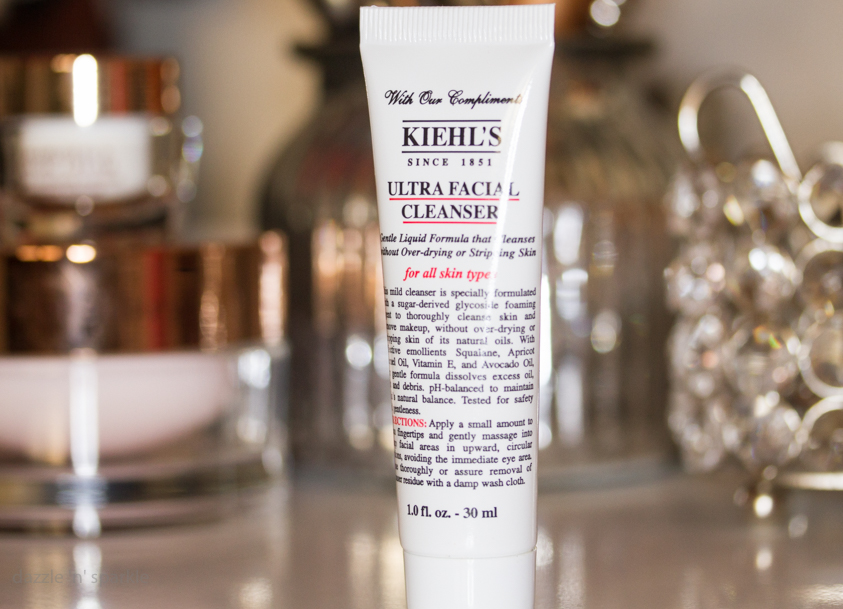 With Our Compliments
KIEHL'S
SINCE 1851
ULTRA FACIAL
CLEANSER
Gentle Liquid Formula that Cleanses
without Over-drying or Stripping Skin
for all skin types
mild cleanser is specially formulated
a sugar-derived glycoside foaming
to thoroughly cleanse skin and
makeup, without over-drying or
skin of its natural oils. With
emollients Squalane, Apricot
Oil, Vitamin E, and Avocado Oil,
gentle formula dissolves excess oil,
and debris. pH-balanced to maintain
natural balance. Tested for safety
gentleness.
DIRECTIONS: Apply a small amount to
fingertips and gently massage into
facial areas in upward, circular
avoiding the immediate eye area.
thoroughly or assure removal of
residue with a damp wash cloth.
1.0 fl. oz. - 30 ml